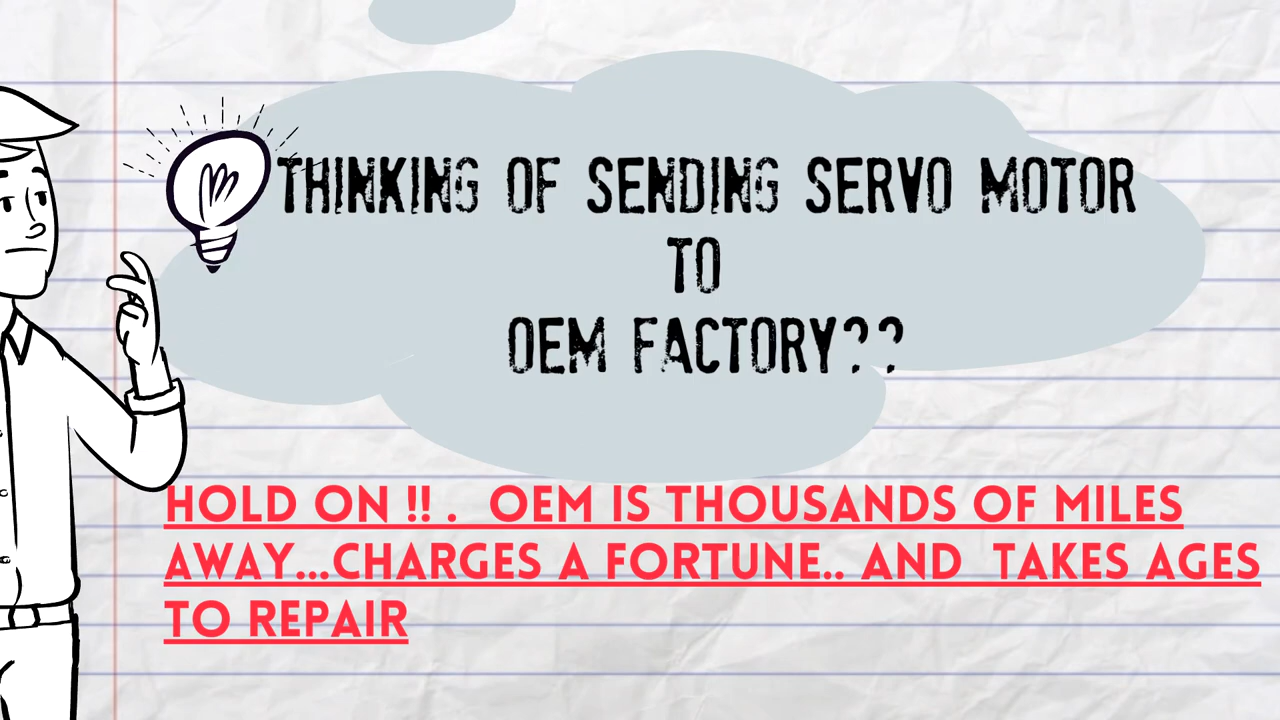 THINKING OF SENDING SERVO MOTOR
TO
OEM FACTORY??
HOLD ON !! .  OEM IS THOUSANDS OF MILES
AWAY...CHARGES A FORTUNE.. AND  TAKES AGES
TO REPAIR